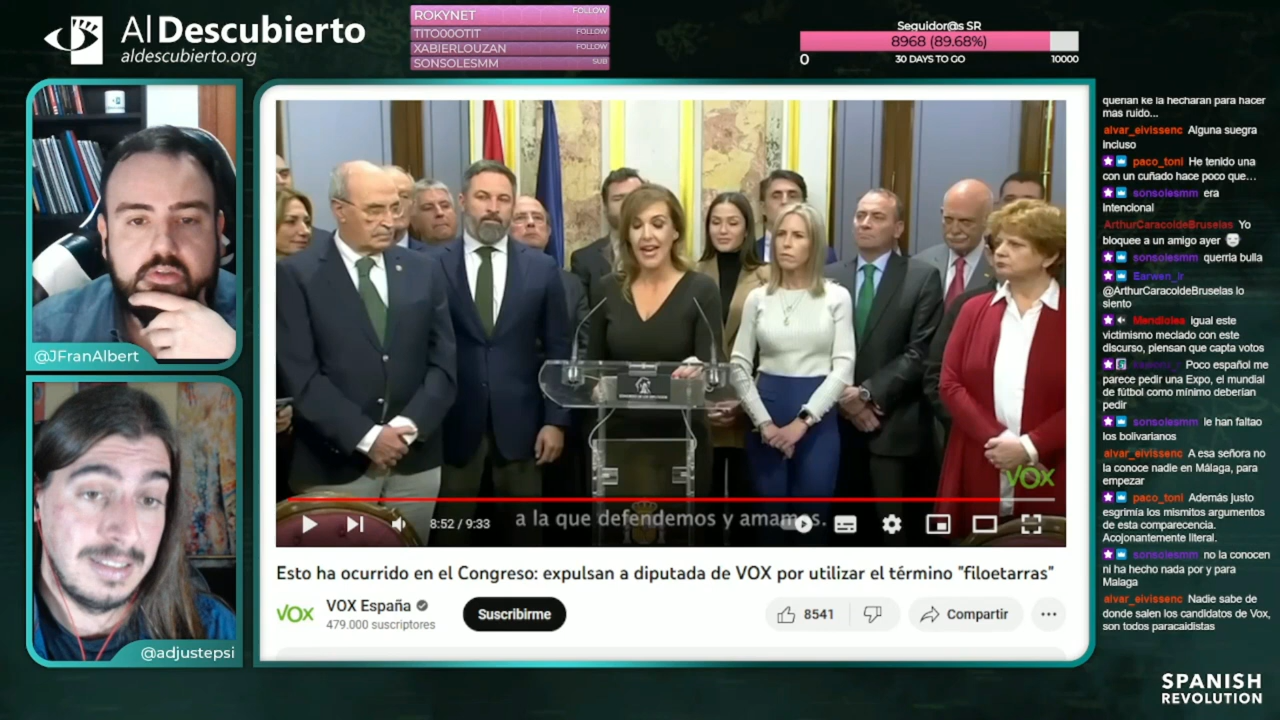 Al Descubierto
aldescubierto.org
ROKYNET FOLLOW
TITO00OTIT FOLLOW
XABIERLOUZAN FOLLOW
SONSOLESMM SUB
Seguidor@s SR
8968 (89.68%)
0 30 DAYS TO GO 10000
@JFranAlbert
@adjustepsi
CONGRESO DE LOS DIPUTADOS
VOX
8:52 / 9:33
a la que defendemos y amamos.
Esto ha ocurrido en el Congreso: expulsan a diputada de VOX por utilizar el término "filoetarras"
VOX
VOX España
479.000 suscriptores
Suscribirme
8541
Compartir
querían ke la hecharan para hacer
mas ruido...
alvar_eivissenc Alguna suegra
incluso
paco_toni He tenido una
con un cuñado hace poco que…
sonsolesmm era
intencional
ArthurCaracoldeBruselas Yo
bloquee a un amigo ayer
sonsolesmm querria bulla
Earwen_ir
@ArthurCaracoldeBruselas lo
siento
Mendiolea igual este
victimismo meclado con este
discurso, piensan que capta votos
Poco español me
parece pedir una Expo, el mundial
de fútbol como mínimo deberían
pedir
sonsolesmm le han faltao
los bolivarianos
alvar_eivissenc A esa señora no
la conoce nadie en Málaga, para
empezar
paco_toni Además justo
esgrimía los mismitos argumentos
de esta comparecencia.
Acojonantemente literal.
sonsolesmm no la conocen
ni ha hecho nada por y para
Malaga
alvar_eivissenc Nadie sabe de
donde salen los candidatos de Vox,
son todos paracaidistas
SPANISH
REVOLUTION